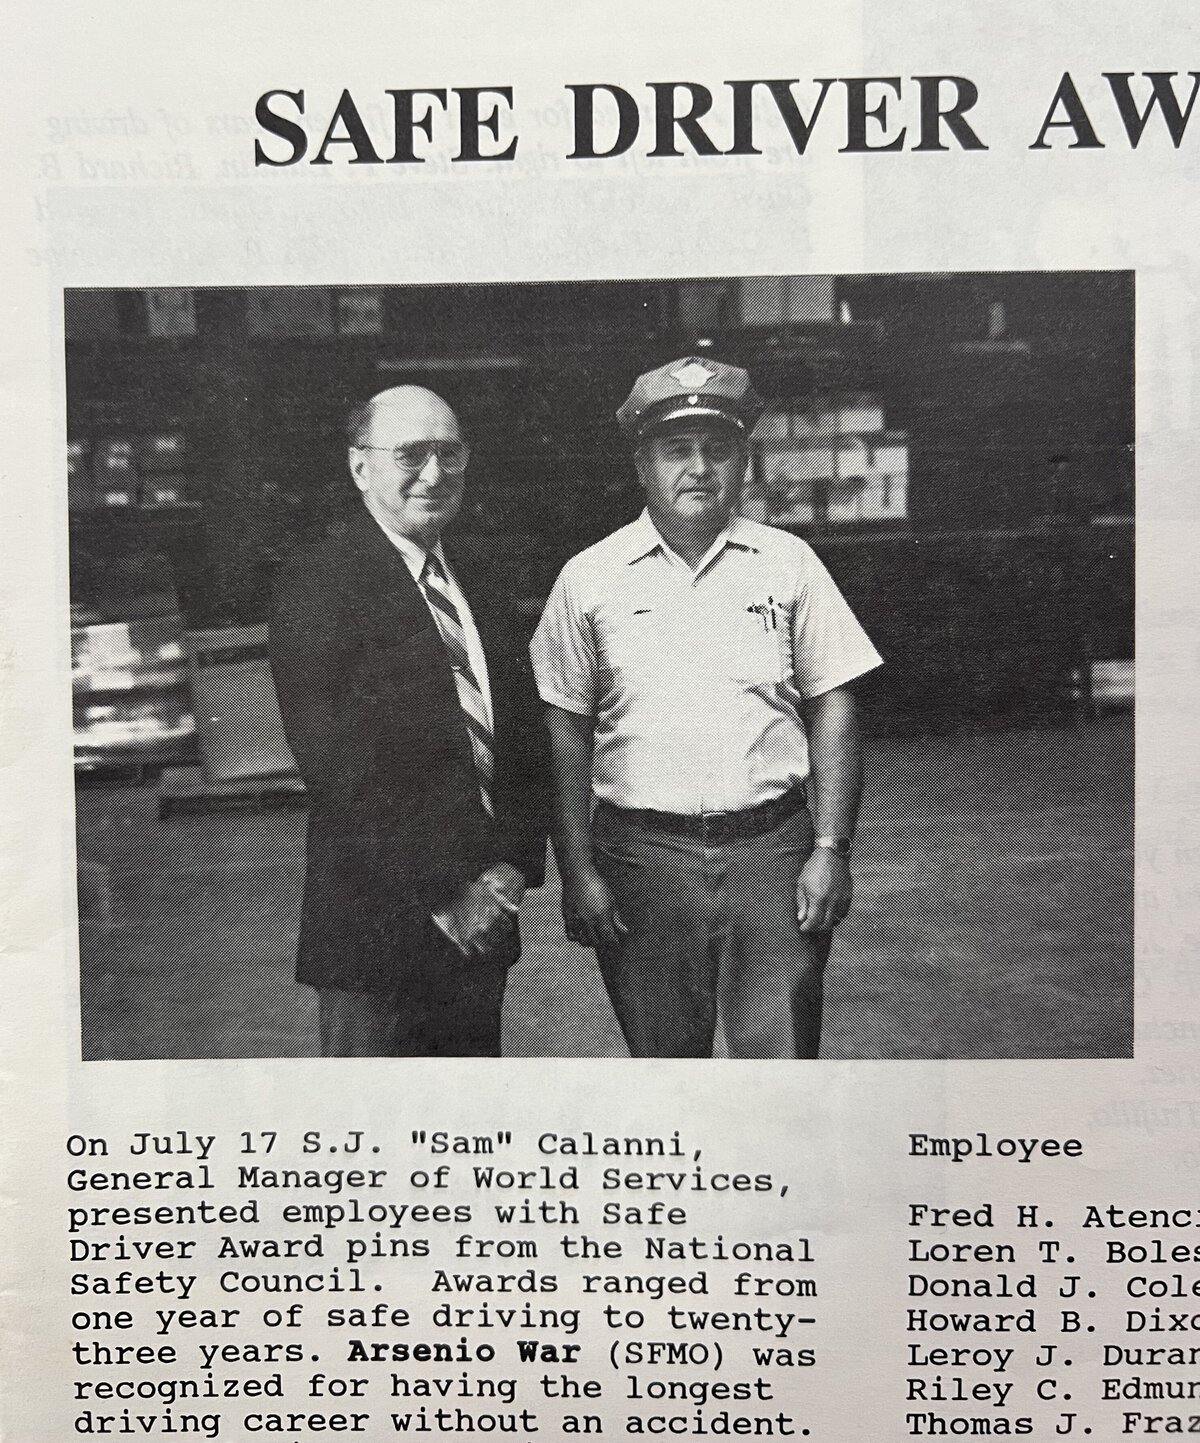 SAFE DRIVER AW
On July 17 S.J. "Sam" Calanni,
General Manager of World Services,
presented employees with Safe
Driver Award pins from the National
Safety Council.  Awards ranged from
one year of safe driving to twenty-
three years. Arsenio War (SFMO) was
recognized for having the longest
driving career without an accident.
Employee
Fred H. Atenci
Loren T. Boles
Donald J. Cole
Howard B. Dixo
Leroy J. Duran
Riley C. Edmun
Thomas J. Fraz